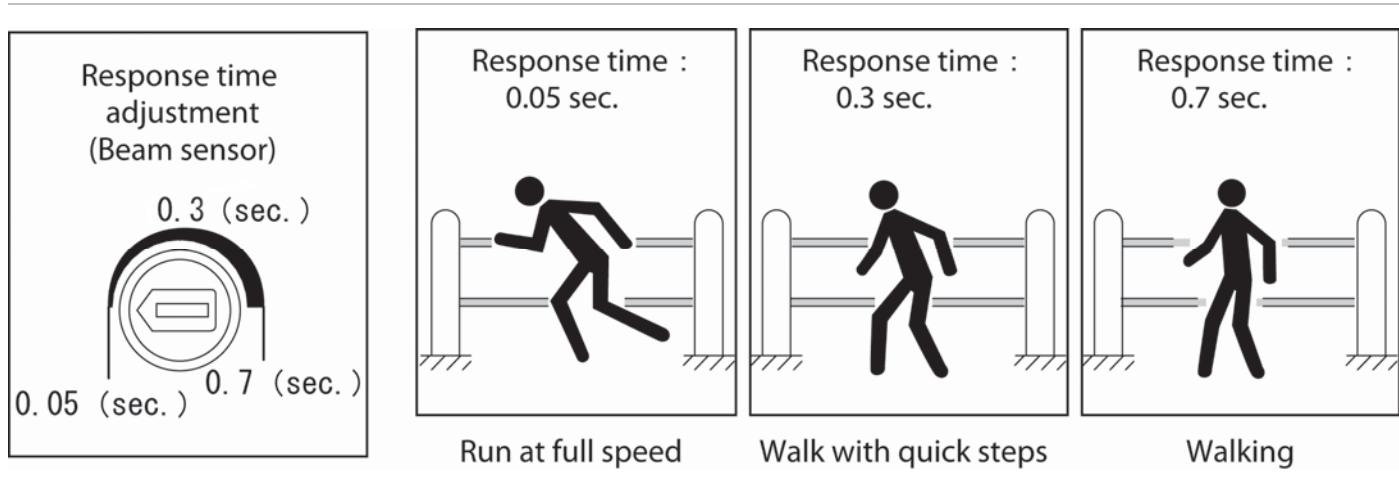 Response time
adjustment
(Beam sensor)
0.3 (sec.)
0.7 (sec.)
0.05 (sec.)
Response time :
0.05 sec.
Run at full speed
Response time :
0.3 sec.
Walk with quick steps
Response time :
0.7 sec.
Walking